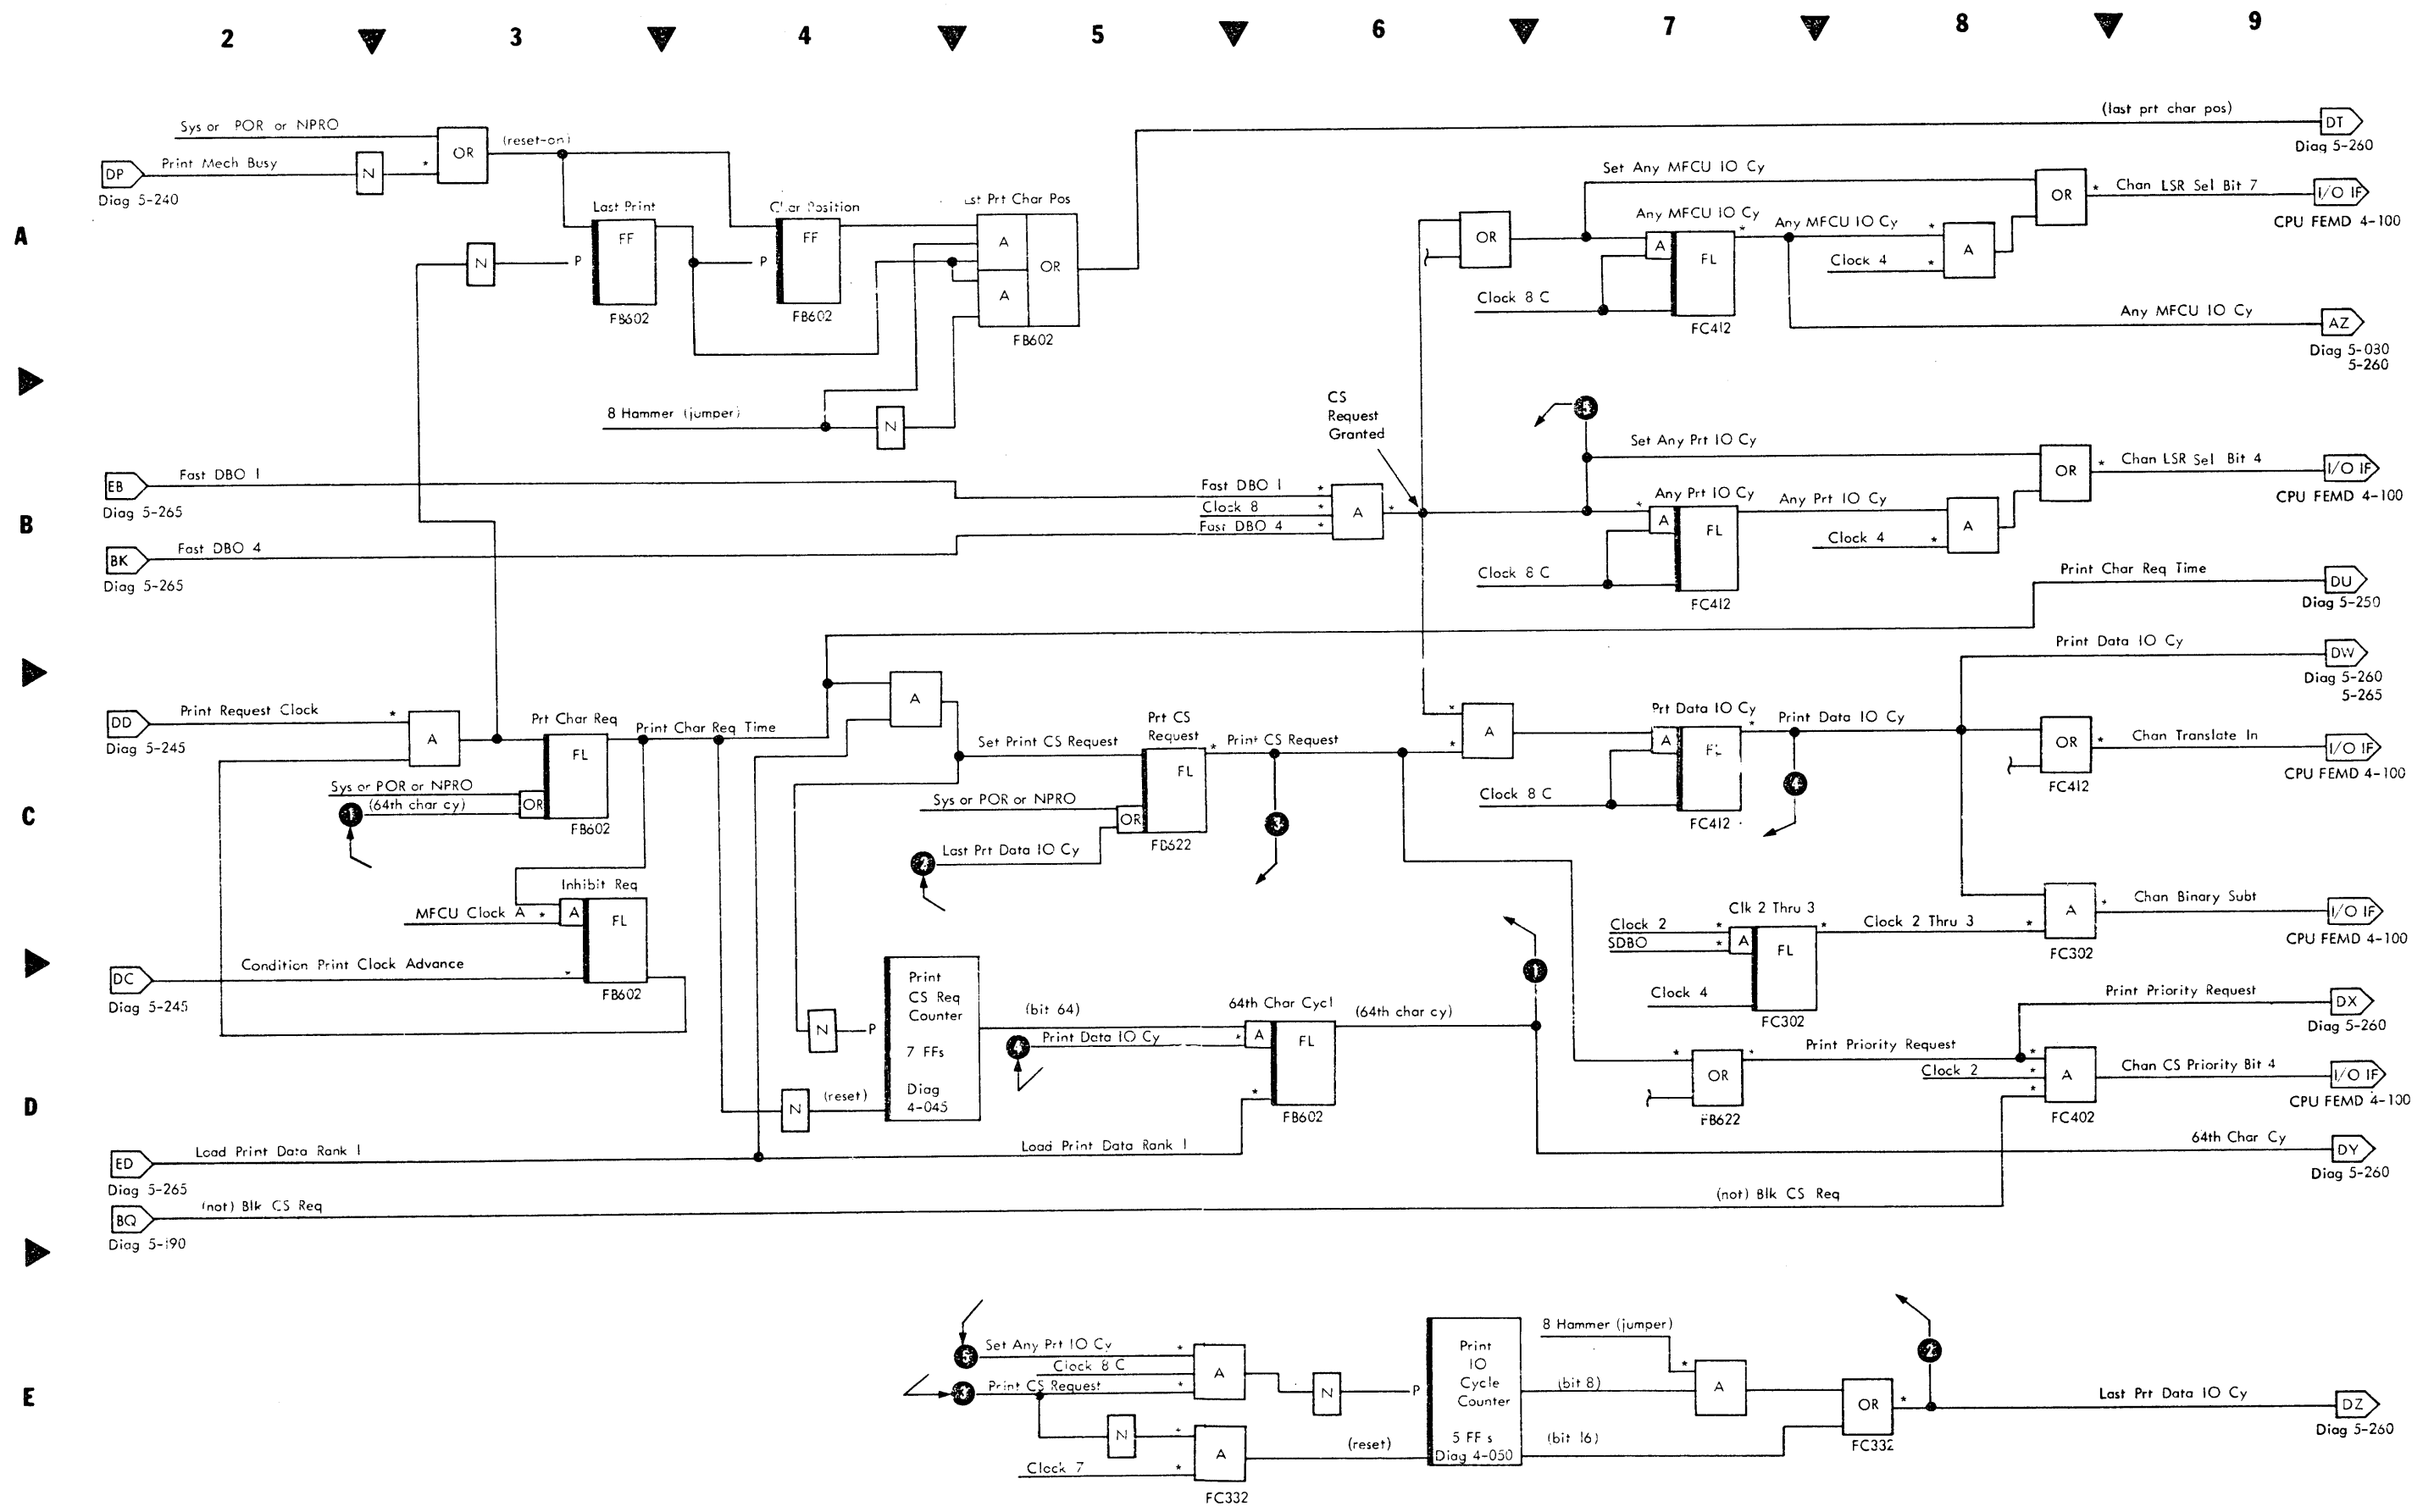 2 3 4 5 6 7 8 9
A
B
C
D
E
Sys or POR or NPRO
OR
(reset-on)
DP
Print Mech Busy
N
*
Diag 5-240
Last Print
FF
P
N
FB602
Char Position
FF
P
FB602
Prt Char Pos
A
A
OR
FB602
8 Hammer (jumper)
N
(last prt char pos)
DT
Diag 5-260
Set Any MFCU IO Cy
OR
* Chan LSR Sel Bit 7
I/O IF
CPU FEMD 4-100
OR
Any MFCU IO Cy
A
FL
*
Any MFCU IO Cy
*
A
Clock 4
*
Clock 8 C
FC412
Any MFCU IO Cy
AZ
Diag 5-030
5-260
CS
Request
Granted
5
Set Any Prt IO Cy
OR
* Chan LSR Sel Bit 4
I/O IF
CPU FEMD 4-100
EB
Fast DBO 1
Diag 5-265
Fast DBO 1
*
Clock 8
*
Fast DBO 4
*
A
*
* Any Prt IO Cy
A
FL
Any Prt IO Cy
A
Clock 4
*
Clock 8 C
FC412
BK
Fast DBO 4
Diag 5-265
Print Char Req Time
DU
Diag 5-250
Print Data IO Cy
DW
Diag 5-260
5-265
DD
Print Request Clock
*
A
Diag 5-245
Prt Char Req
FL
Print Char Req Time
Sys or POR or NPRO
1
(64th char cy)
OR
FB602
A
Set Print CS Request
Prt CS
Request
FL
* Print CS Request
Sys or POR or NPRO
OR
2
Last Prt Data IO Cy
FB622
3
*
*
A
Prt Data IO Cy
A
FL
*
Print Data IO Cy
4
Clock 8 C
FC412
OR
* Chan Translate In
I/O IF
CPU FEMD 4-100
FC412
Inhibit Req
MFCU Clock A
*
A
FL
FB602
DC
Condition Print Clock Advance
Diag 5-245
Clk 2 Thru 3
Clock 2
*
SDBO
*
A
FL
*
Clock 2 Thru 3
*
A
* Chan Binary Subt
I/O IF
CPU FEMD 4-100
FC302
Clock 4
FC302
1
N
P
Print
CS Req
Counter
7 FFs
Diag
4-045
(bit 64)
4
Print Data IO Cy
*
64th Char Cycl
A
FL
*
FB602
(64th char cy)
N
(reset)
Print Priority Request
DX
Diag 5-260
*
OR
*
FB622
Print Priority Request
*
Clock 2
*
*
A
Chan CS Priority Bit 4
I/O IF
CPU FEMD 4-100
FC402
ED
Load Print Data Rank 1
Load Print Data Rank 1
Diag 5-265
64th Char Cy
DY
Diag 5-260
BQ
(not) Blk CS Req
(not) Blk CS Req
Diag 5-190
5
Set Any Prt IO Cy
*
Clock 8 C
3
Print CS Request
*
A
N
P
N
*
Clock 7
*
A
FC332
(reset)
Print
IO
Cycle
Counter
5 FF s
Diag 4-050
8 Hammer (jumper)
*
(bit 8)
A
(bit 16)
OR
*
FC332
2
Last Prt Data IO Cy
DZ
Diag 5-260